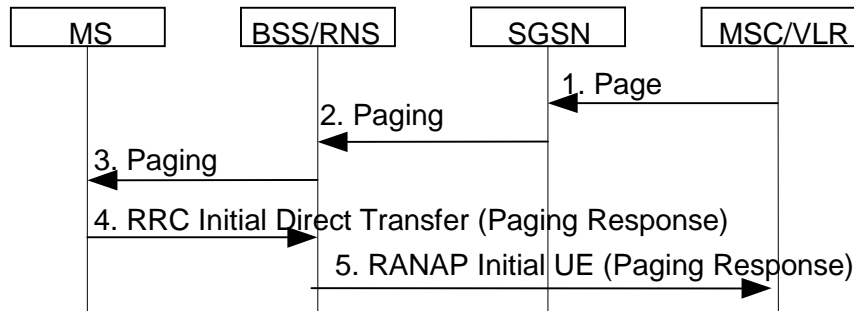 MS
BSS/RNS
SGSN
MSC/VLR
1. Page
2. Paging
3. Paging
4. RRC Initial Direct Transfer (Paging Response)
5. RANAP Initial UE (Paging Response)